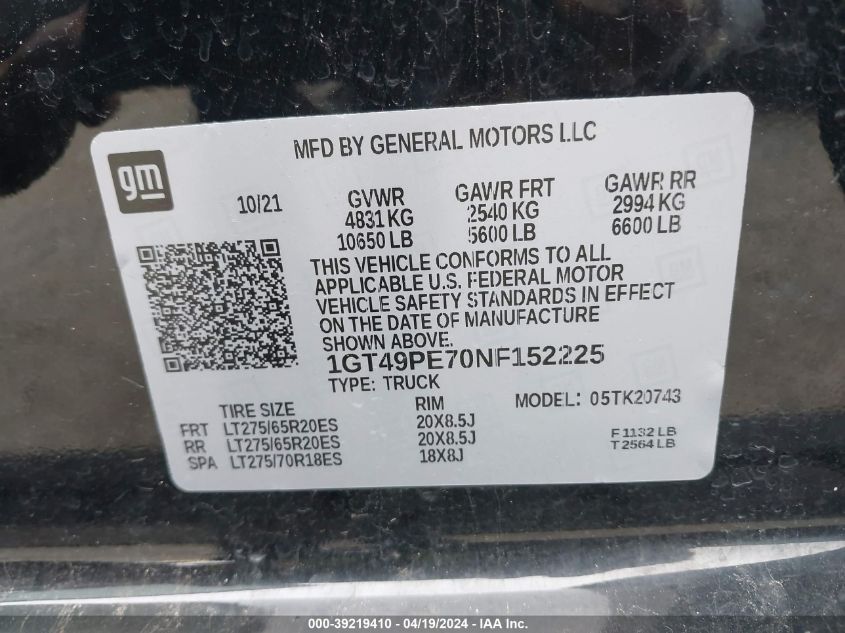 MFD BY GENERAL MOTORS LLC
gm
10/21 GVWR GAWR FRT GAWR RR
4831 KG 2540 KG 2994 KG
10650 LB 5600 LB 6600 LB
THIS VEHICLE CONFORMS TO ALL
APPLICABLE U.S. FEDERAL MOTOR
VEHICLE SAFETY STANDARDS IN EFFECT
ON THE DATE OF MANUFACTURE
SHOWN ABOVE.
1GT49PE70NF152225
TYPE: TRUCK
TIRE SIZE RIM MODEL: 05TK20743
FRT LT275/65R20ES 20X8.5J
RR LT275/65R20ES 20X8.5J F1132 LB
SPA LT275/70R18ES 18X8J T2564 LB
000-39219410 - 04/19/2024 - IAA Inc.